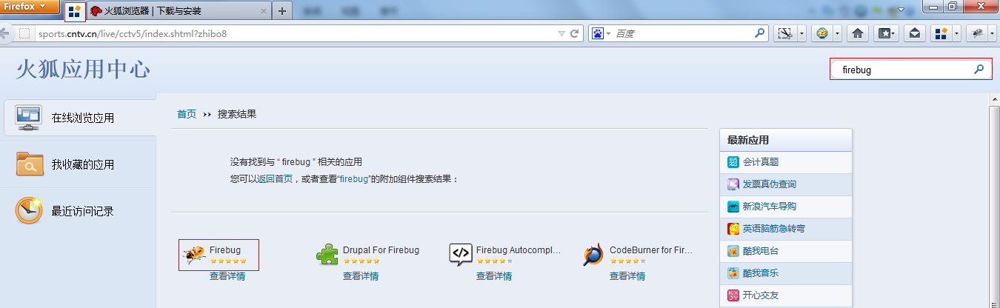 Firefox
火狐浏览器 | 下载与安装
sports.cntv.cn/live/cctv5/index.shtml?zhibo8
百度
火狐应用中心
firebug
在线浏览应用
我收藏的应用
最近访问记录
首页 ›› 搜索结果
没有找到与 “ firebug ” 相关的应用
您可以返回首页，或者查看“firebug”的附加组件搜索结果：
Firebug
查看详情
Drupal For Firebug
查看详情
Firebug Autocompl...
查看详情
CodeBurner for Fir...
查看详情
最新应用
题 会计真题
发票真伪查询
新浪汽车导购
英语脑筋急转弯
酷我电台
酷我音乐
KXJY 开心交友